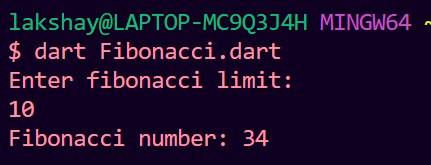 lakshay@LAPTOP-MC9Q3J4H MINGW64 ~
$ dart Fibonacci.dart
Enter fibonacci limit:
10
Fibonacci number: 34